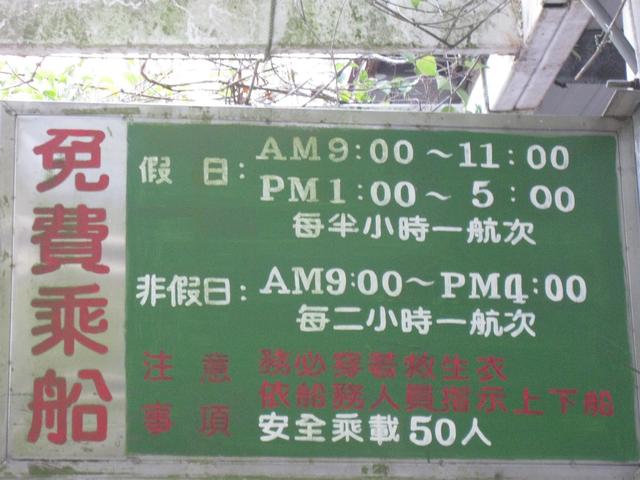 免費乘船
假日：AM9:00～11:00
PM1:00～5:00
每半小時一航次
非假日：AM9:00～PM4:00
每二小時一航次
注意事項
務必穿著救生衣
依船務人員指示上下船
安全乘載50人